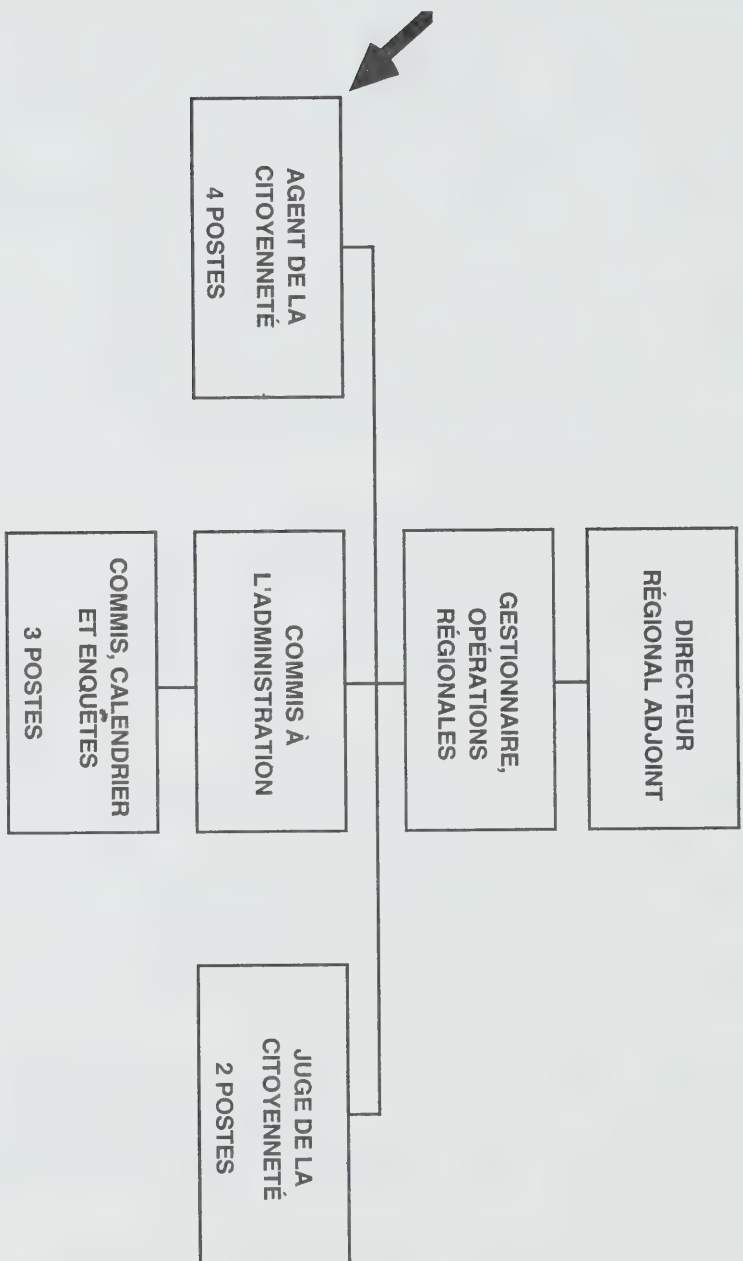 DIRECTEUR
RÉGIONAL ADJOINT
GESTIONNAIRE,
OPÉRATIONS
RÉGIONALES
AGENT DE LA
CITOYENNETÉ
4 POSTES
COMMIS À
L'ADMINISTRATION
JUGE DE LA
CITOYENNETÉ
2 POSTES
COMMIS, CALENDRIER
ET ENQUÊTES
3 POSTES